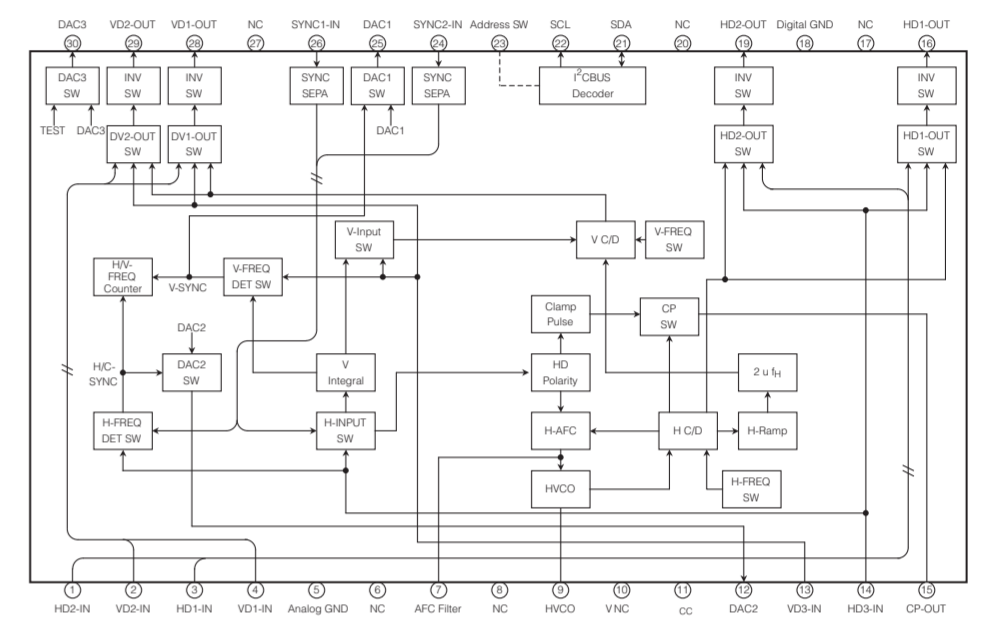 DAC3 VD2-OUT VD1-OUT NC SYNC1-IN DAC1 SYNC2-IN Address SW SCL SDA NC HD2-OUT Digital GND NC HD1-OUT
30 29 28 27 26 25 24 23 22 21 20 19 18 17 16
DAC3 SW
INV SW
INV SW
SYNC SEPA
DAC1 SW
SYNC SEPA
I2CBUS Decoder
INV SW
INV SW
TEST DAC3
DAC1
DV2-OUT SW
DV1-OUT SW
HD2-OUT SW
HD1-OUT SW
V-Input SW
V C/D
V-FREQ SW
H/V-FREQ Counter
V-SYNC
V-FREQ DET SW
Clamp Pulse
CP SW
DAC2
H/C-SYNC
DAC2 SW
V Integral
HD Polarity
2 u fH
H-FREQ DET SW
H-INPUT SW
H-AFC
H C/D
H-Ramp
HVCO
H-FREQ SW
1 2 3 4 5 6 7 8 9 10 11 12 13 14 15
HD2-IN VD2-IN HD1-IN VD1-IN Analog GND NC AFC Filter NC HVCO V NC CC DAC2 VD3-IN HD3-IN CP-OUT